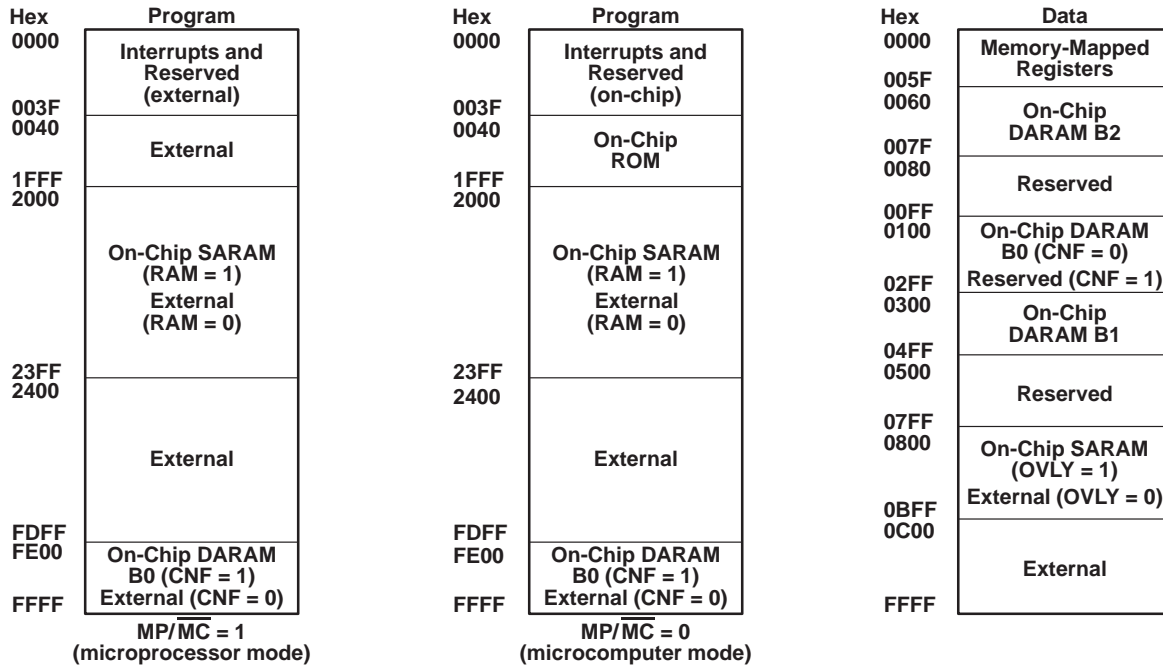 Hex
Program
0000
Interrupts and
Reserved
(external)
003F
0040
External
1FFF
2000
On-Chip SARAM
(RAM = 1)
External
(RAM = 0)
23FF
2400
External
FDFF
FE00
On-Chip DARAM
B0 (CNF = 1)
External (CNF = 0)
FFFF
MP/M̅C̅ = 1
(microprocessor mode)
Hex
Program
0000
Interrupts and
Reserved
(on-chip)
003F
0040
On-Chip
ROM
1FFF
2000
On-Chip SARAM
(RAM = 1)
External
(RAM = 0)
23FF
2400
External
FDFF
FE00
On-Chip DARAM
B0 (CNF = 1)
External (CNF = 0)
FFFF
MP/M̅C̅ = 0
(microcomputer mode)
Hex
Data
0000
Memory-Mapped
Registers
005F
0060
On-Chip
DARAM B2
007F
0080
Reserved
00FF
0100
On-Chip DARAM
B0 (CNF = 0)
Reserved (CNF = 1)
02FF
0300
On-Chip
DARAM B1
04FF
0500
Reserved
07FF
0800
On-Chip SARAM
(OVLY = 1)
External (OVLY = 0)
0BFF
0C00
External
FFFF